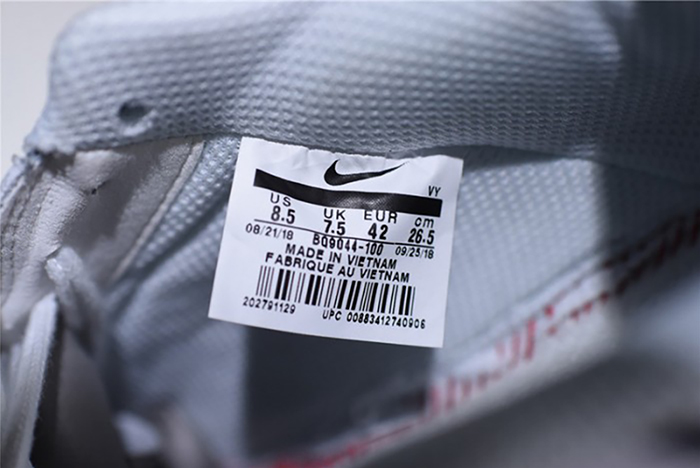 VY
US UK EUR cm
8.5 7.5 42 26.5
08/21/18 BQ9044-100 09/25/18
MADE IN VIETNAM
FABRIQUE AU VIETNAM
202791129 UPC 00883412740906